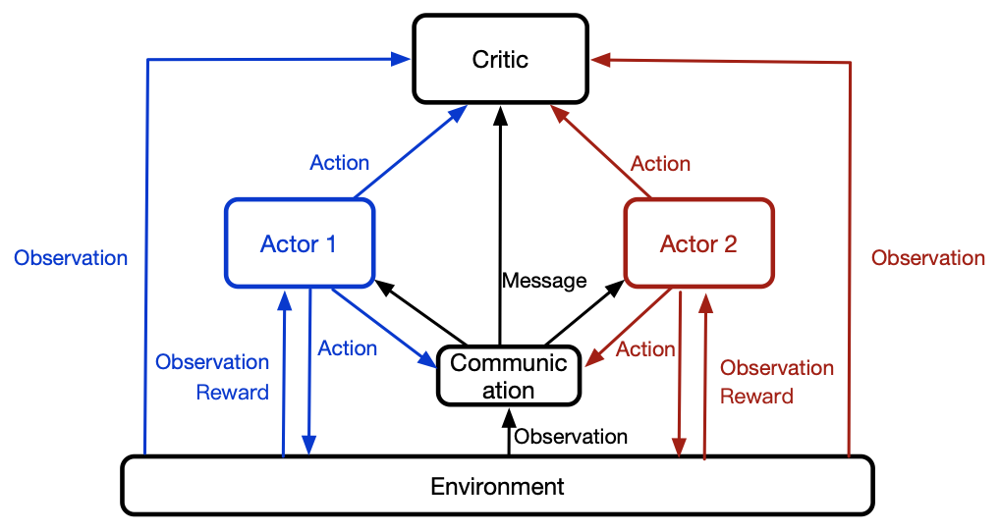 Critic
Action
Action
Actor 1
Actor 2
Observation
Observation
Message
Action
Action
Observation
Reward
Communic
ation
Observation
Reward
Observation
Environment